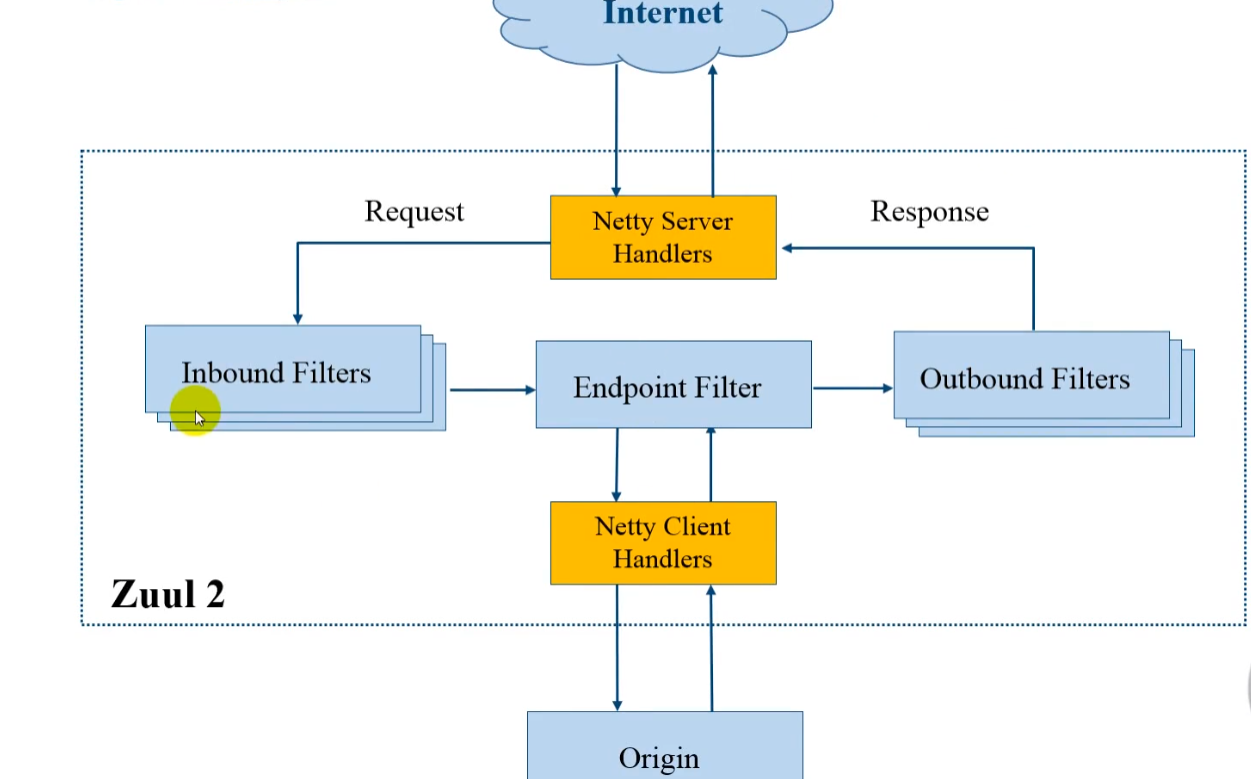 Internet
Request
Response
Netty Server
Handlers
Inbound Filters
Endpoint Filter
Outbound Filters
Netty Client
Handlers
Zuul 2
Origin